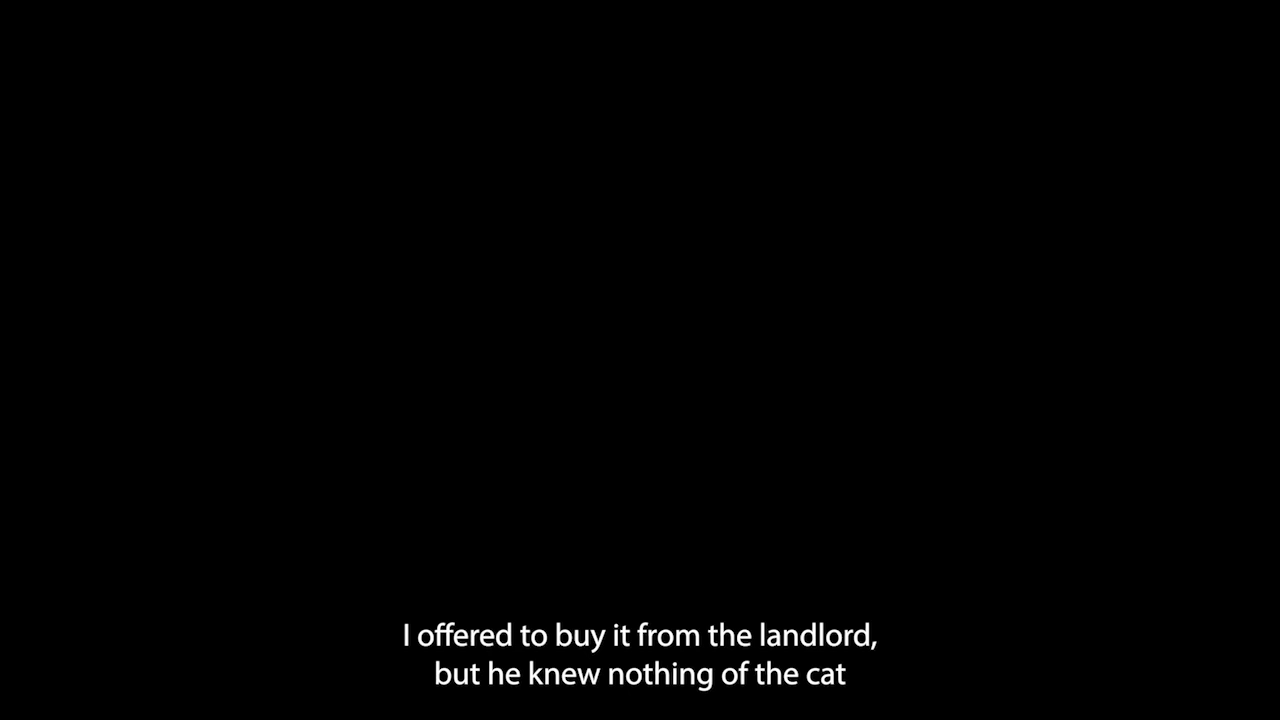 I offered to buy it from the landlord,
but he knew nothing of the cat